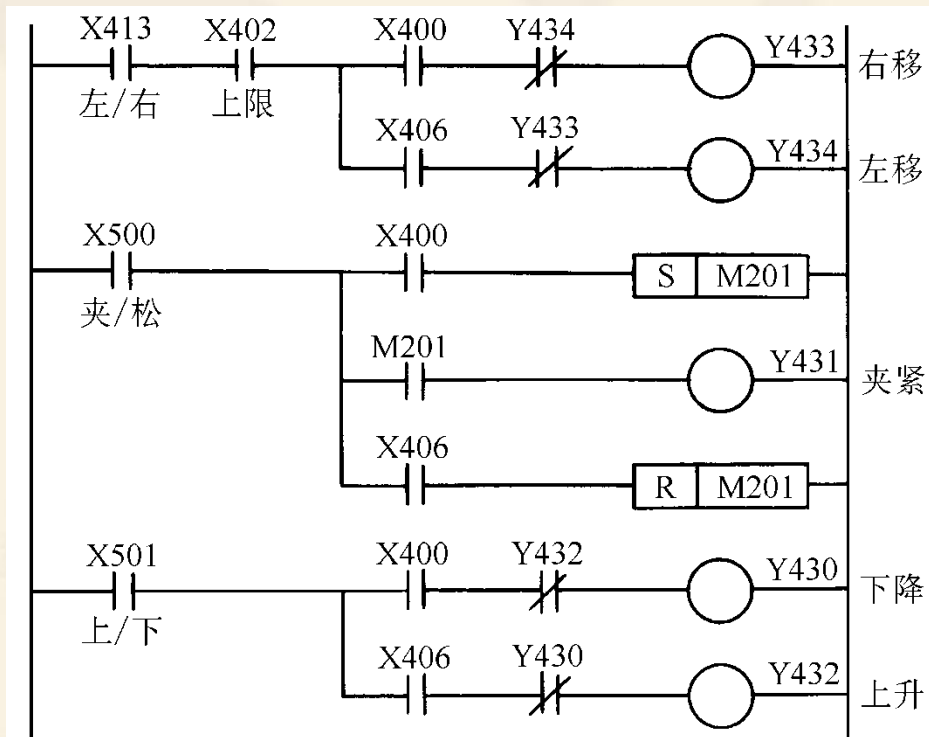 X413 X402 X400 Y434 Y433
左/右 上限 右移
X406 Y433 Y434
左移
X500 X400
夹/松 S M201
M201 Y431
夹紧
X406
R M201
X501 X400 Y432 Y430
上/下 下降
X406 Y430 Y432
上升